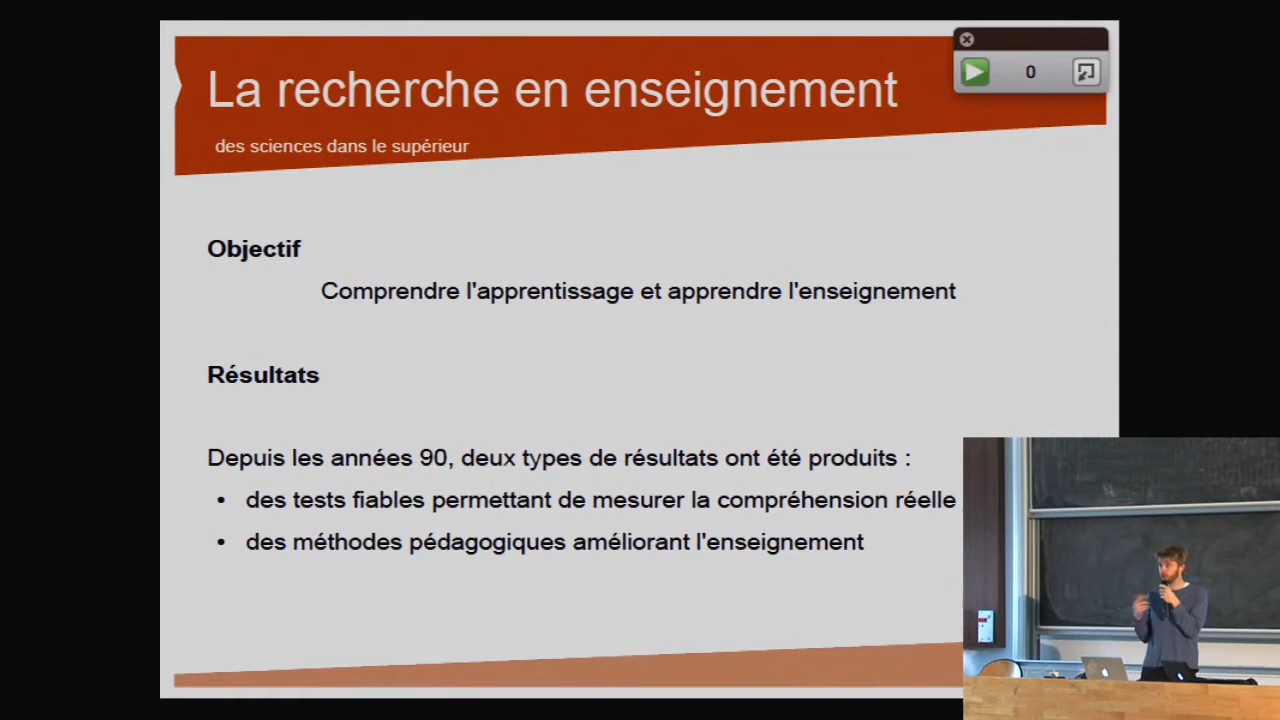 La recherche en enseignement
0
des sciences dans le supérieur
Objectif
Comprendre l'apprentissage et apprendre l'enseignement
Résultats
Depuis les années 90, deux types de résultats ont été produits :
• des tests fiables permettant de mesurer la compréhension réelle
• des méthodes pédagogiques améliorant l'enseignement